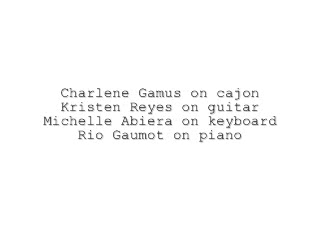 Charlene Gamus on cajon
Kristen Reyes on guitar
Michelle Abiera on keyboard
Rio Gaumot on piano